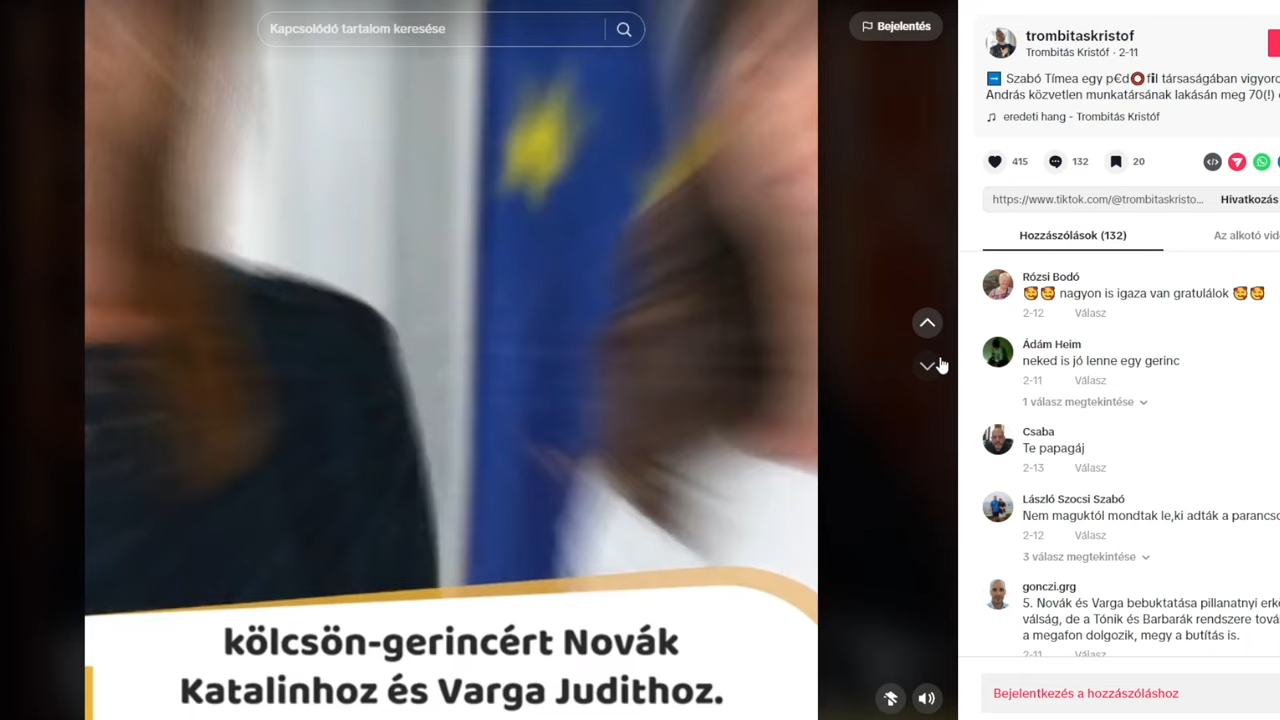 Kapcsolódó tartalom keresése
Bejelentés
kölcsön-gerincért Novák
Katalinhoz és Varga Judithoz.
trombitaskristof
Trombitás Kristóf · 2-11
➡ Szabó Tímea egy p€d⭕fil társaságában vigyoro
András közvetlen munkatársának lakásán meg 70(!)
♫ eredeti hang - Trombitás Kristóf
415
132
20
https://www.tiktok.com/@trombitaskristo...
Hivatkozás
Hozzászólások (132)
Az alkotó vid
Rózsi Bodó
🥰🥰 nagyon is igaza van gratulálok 🥰🥰
2-12 Válasz
Ádám Heim
neked is jó lenne egy gerinc
2-11 Válasz
1 válasz megtekintése
Csaba
Te papagáj
2-13 Válasz
László Szocsi Szabó
Nem maguktól mondtak le,ki adták a parancso
2-12 Válasz
3 válasz megtekintése
gonczi.grg
5. Novák és Varga bebuktatása pillanatnyi erkö
válság, de a Tónik és Barbarák rendszere tová
a megafon dolgozik, megy a butítás is.
2-11 Válasz
Bejelentkezés a hozzászóláshoz